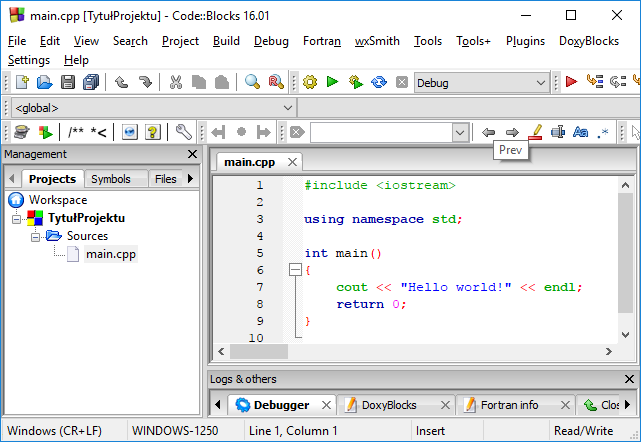 main.cpp [TytułProjektu] - Code::Blocks 16.01
File Edit View Search Project Build Debug Fortran wxSmith Tools Tools+ Plugins DoxyBlocks
Settings Help
Debug
<global>
/** *< Aa .*
Prev
Management
Projects Symbols Files
Workspace
TytułProjektu
Sources
main.cpp
main.cpp
1 #include <iostream>
2
3 using namespace std;
4
5 int main()
6 {
7 cout << "Hello world!" << endl;
8 return 0;
9 }
10
Logs & others
Debugger DoxyBlocks Fortran info Clos
Windows (CR+LF) WINDOWS-1250 Line 1, Column 1 Insert Read/Write